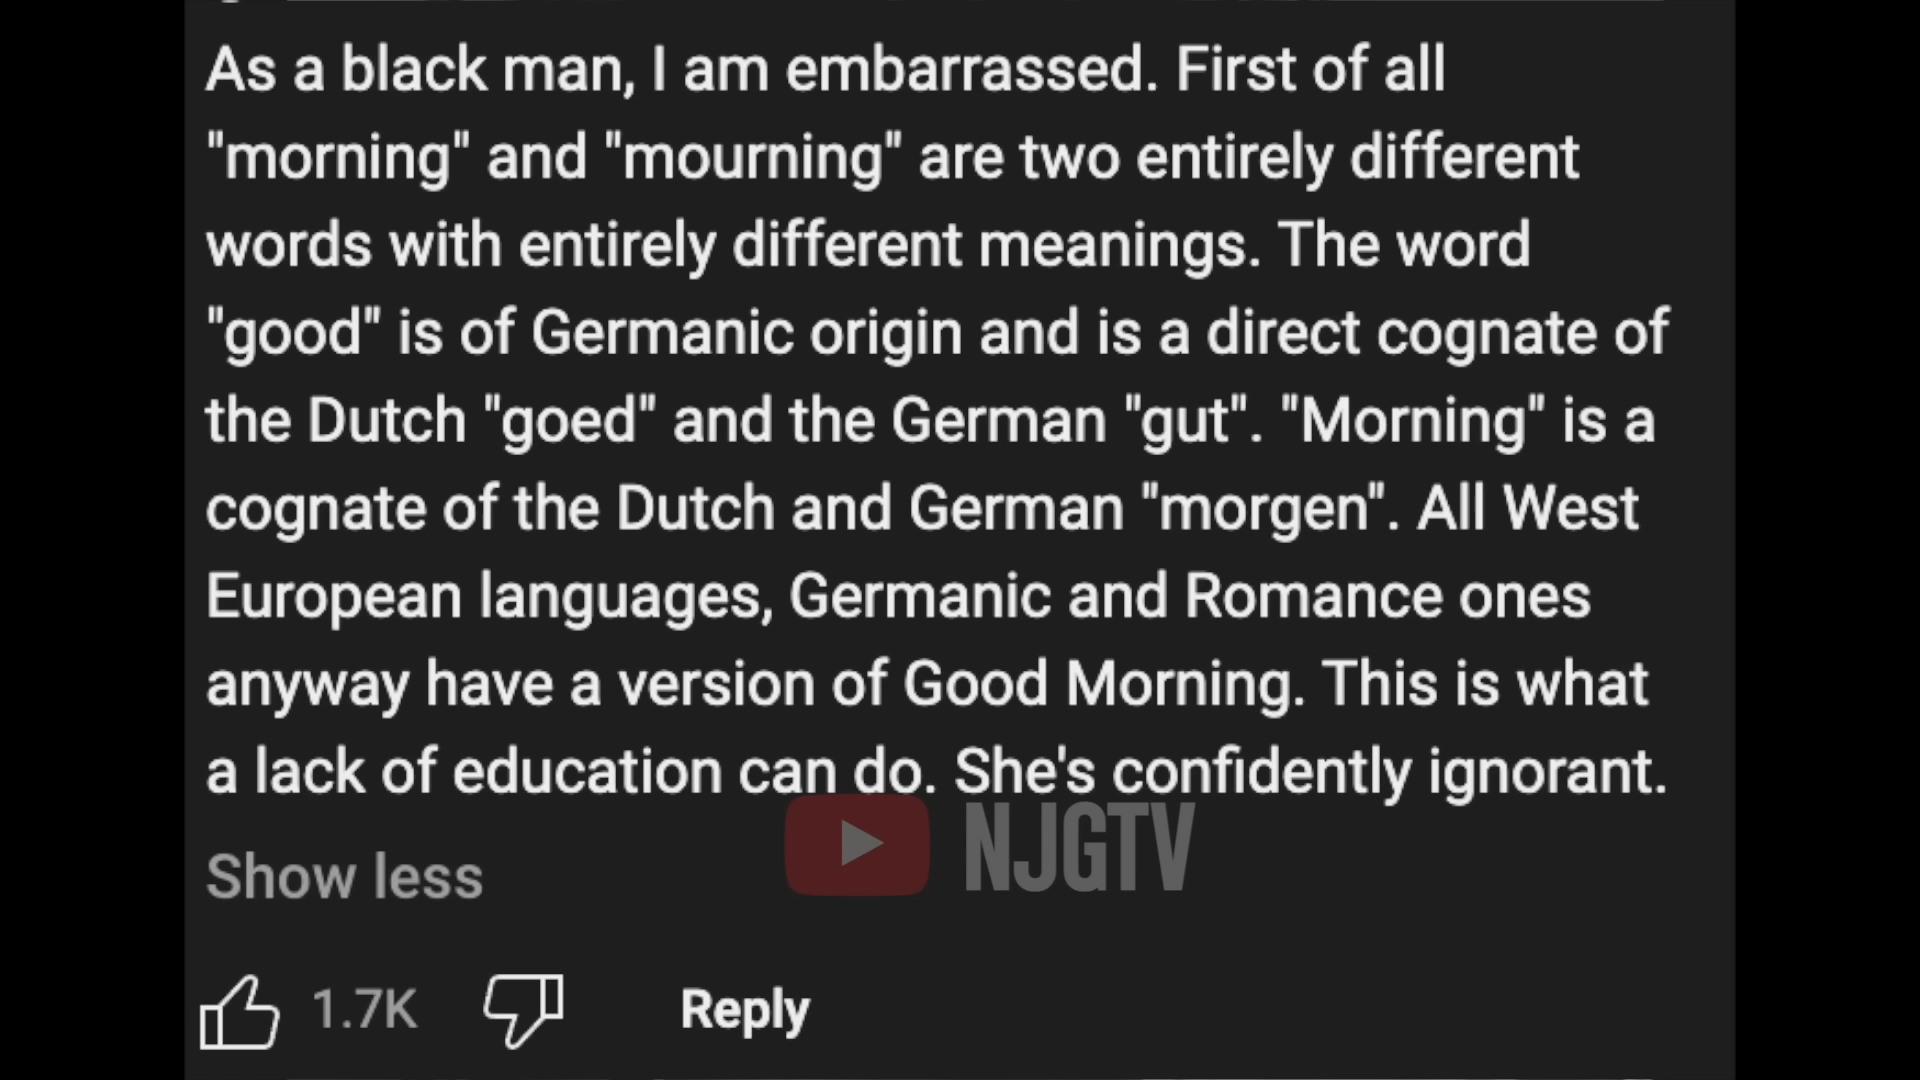 As a black man, I am embarrassed. First of all
"morning" and "mourning" are two entirely different
words with entirely different meanings. The word
"good" is of Germanic origin and is a direct cognate of
the Dutch "goed" and the German "gut". "Morning" is a
cognate of the Dutch and German "morgen". All West
European languages, Germanic and Romance ones
anyway have a version of Good Morning. This is what
a lack of education can do. She's confidently ignorant.
NJGTV
Show less
1.7K Reply